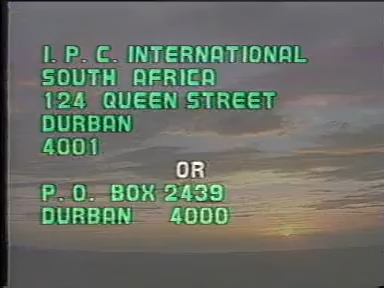 I. P. C. INTERNATIONAL
SOUTH AFRICA
124 QUEEN STREET
DURBAN
4001
OR
P. O. BOX 2439
DURBAN 4000